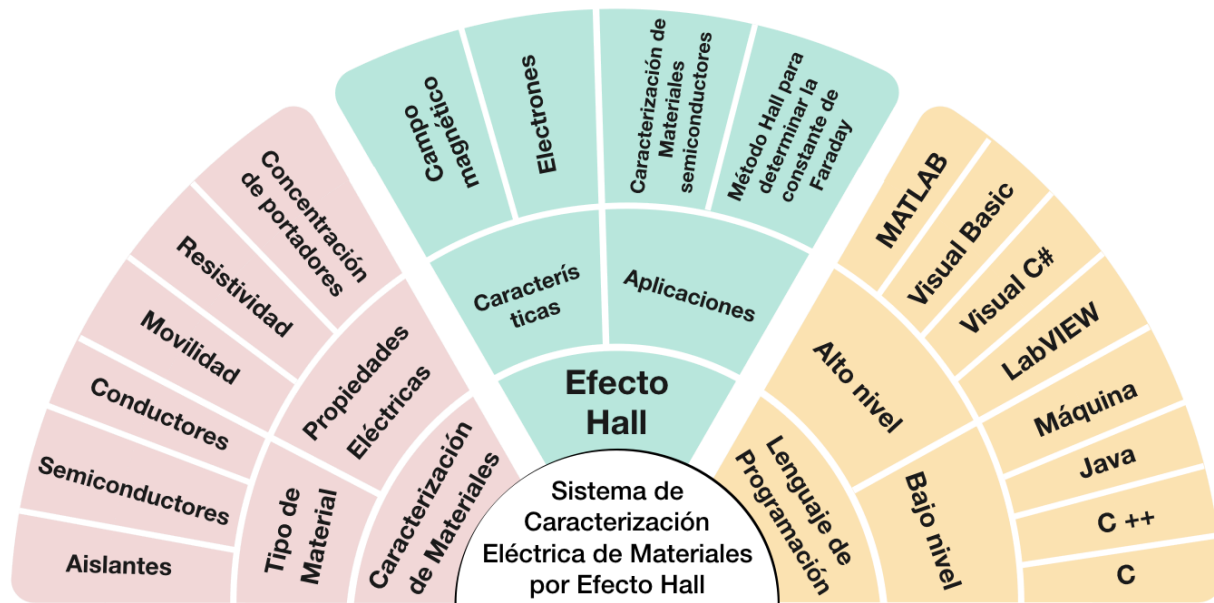 Sistema de
Caracterización
Eléctrica de Materiales
por Efecto Hall
Caracterización
de Materiales
Tipo de
Material
Aislantes
Semiconductores
Conductores
Propiedades
Eléctricas
Movilidad
Resistividad
Concentración
de portadores
Efecto
Hall
Caracterís
ticas
Campo
magnético
Electrones
Aplicaciones
Caracterización de
Materiales
semiconductores
Método Hall para
determinar la
constante de
Faraday
Lenguaje de
Programación
Alto nivel
MATLAB
Visual Basic
Visual C#
LabVIEW
Bajo nivel
Máquina
Java
C ++
C